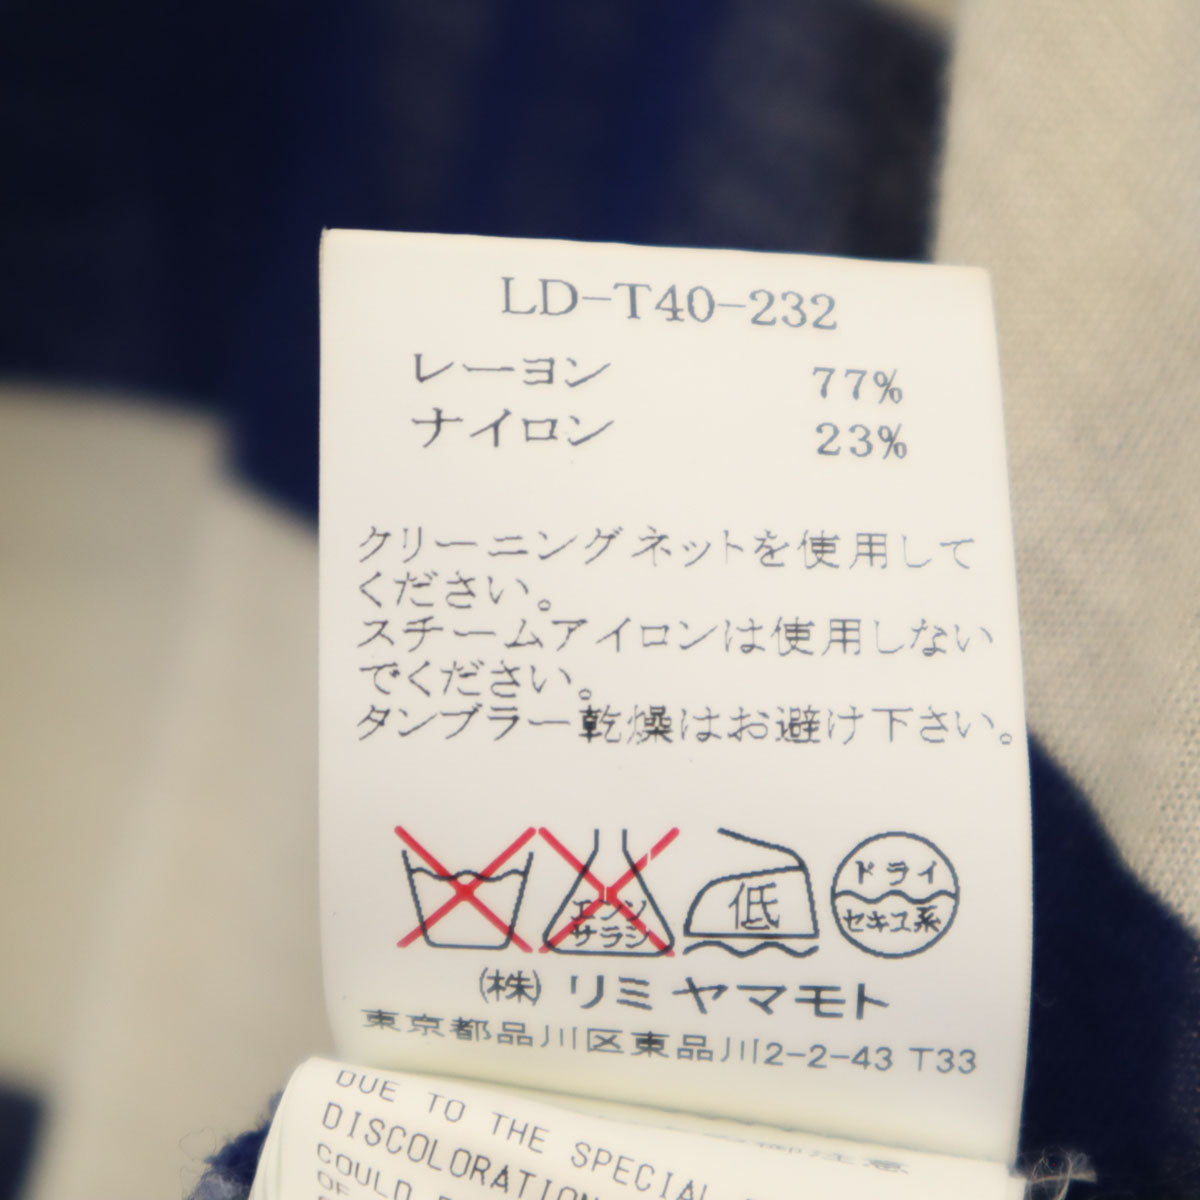 LD-T40-232
レーヨン 77%
ナイロン 23%
クリーニングネットを使用して
ください。
スチームアイロンは使用しない
でください。
タンブラー乾燥はお避け下さい。
エンソ
サラシ
低
ドライ
セキユ系
㈱ リミ ヤマモト
東京都品川区東品川2-2-43 T33
御注意
DUE TO THE SPECIAL
DISCOLORATION
COULD
OF